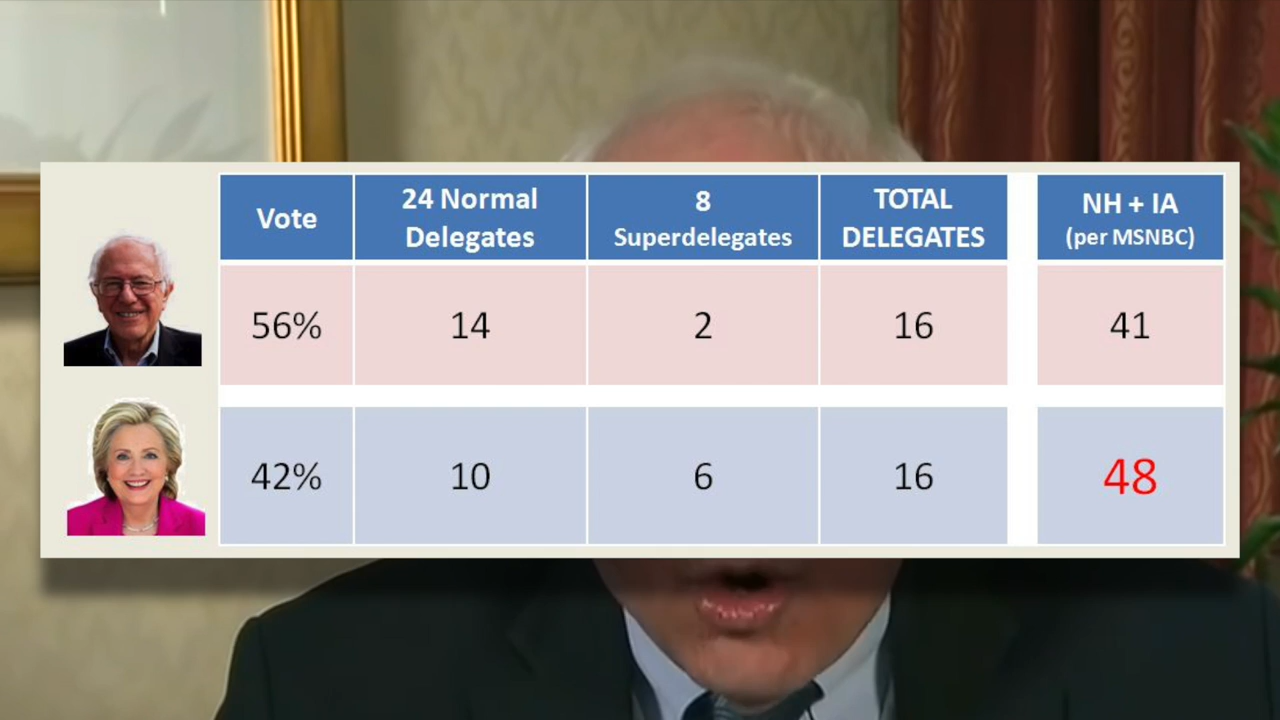 Vote
24 Normal
Delegates
8
Superdelegates
TOTAL
DELEGATES
NH + IA
(per MSNBC)
56%
14
2
16
41
42%
10
6
16
48